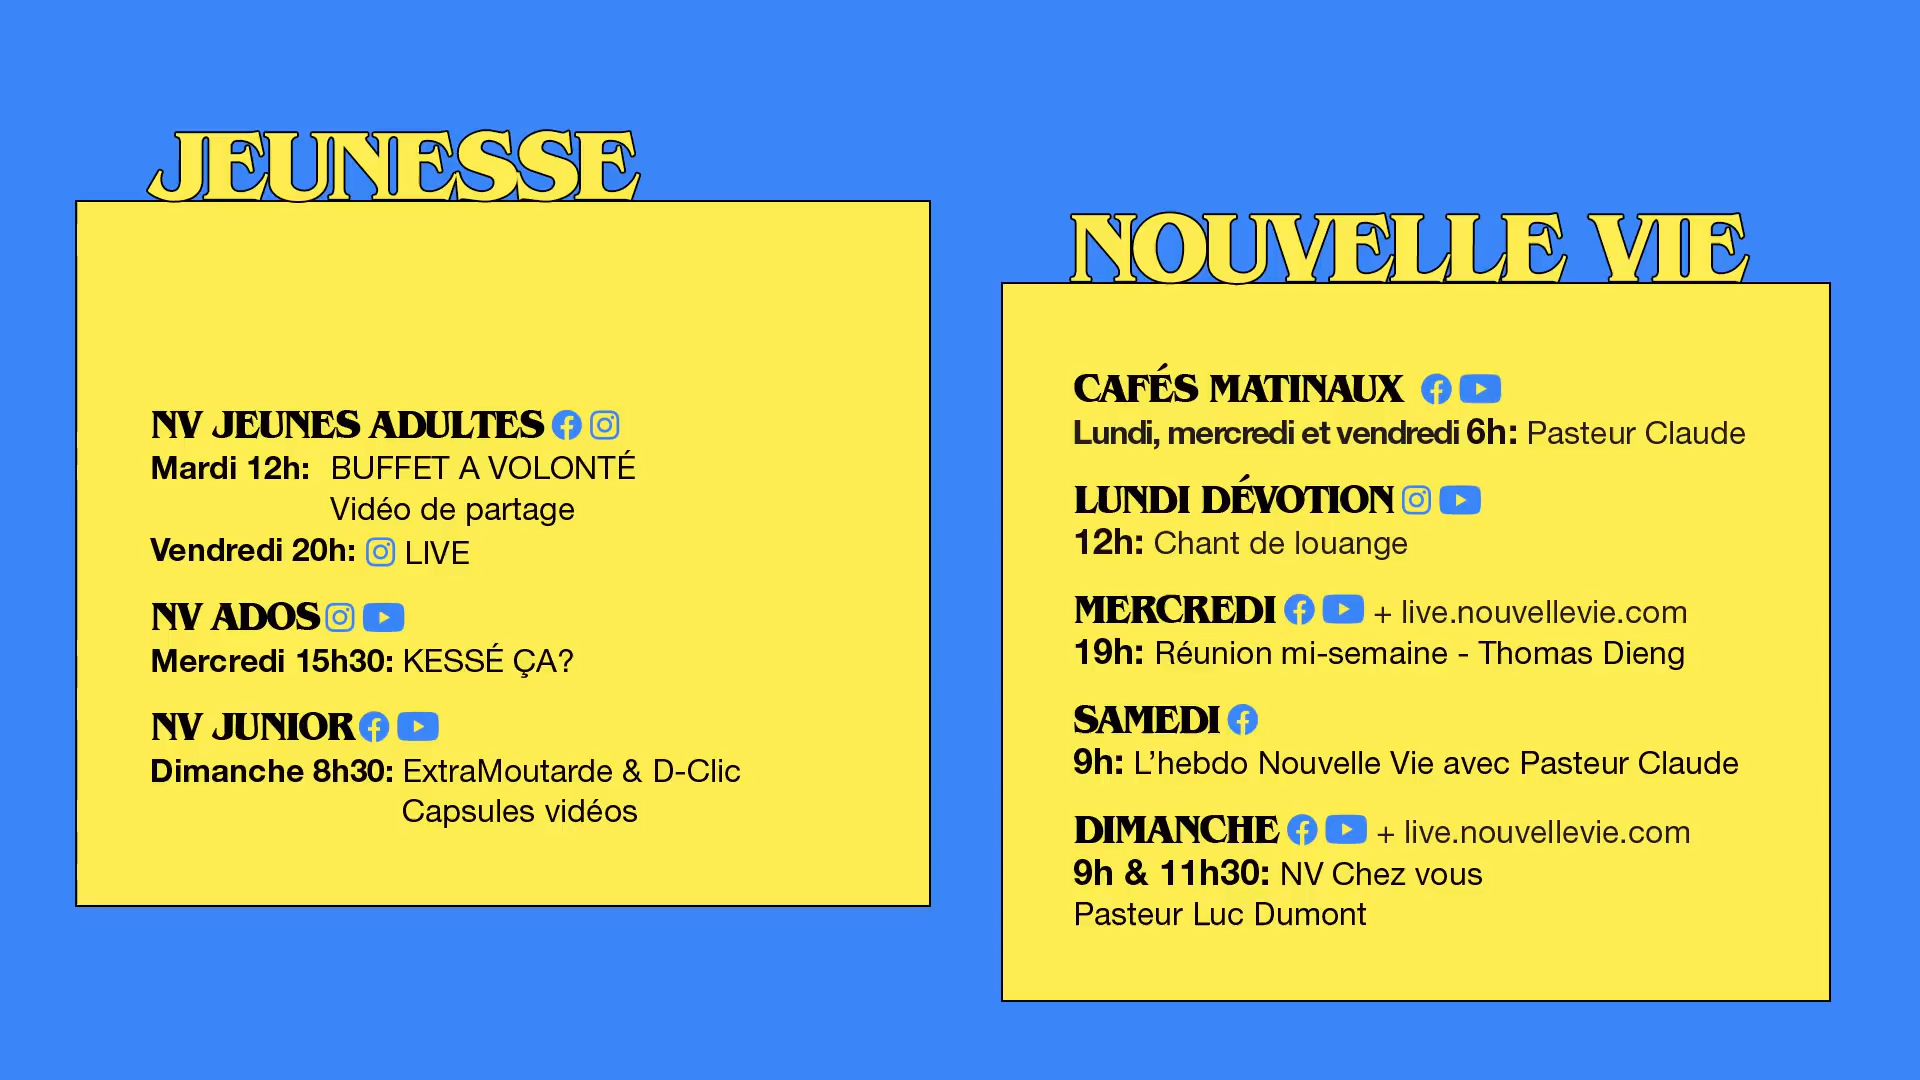 JEUNESSE
NV JEUNES ADULTES
Mardi 12h: BUFFET A VOLONTÉ
Vidéo de partage
Vendredi 20h: LIVE
NV ADOS
Mercredi 15h30: KESSÉ ÇA?
NV JUNIOR
Dimanche 8h30: ExtraMoutarde & D-Clic
Capsules vidéos
NOUVELLE VIE
CAFÉS MATINAUX
Lundi, mercredi et vendredi 6h: Pasteur Claude
LUNDI DÉVOTION
12h: Chant de louange
MERCREDI + live.nouvellevie.com
19h: Réunion mi-semaine - Thomas Dieng
SAMEDI
9h: L’hebdo Nouvelle Vie avec Pasteur Claude
DIMANCHE + live.nouvellevie.com
9h & 11h30: NV Chez vous
Pasteur Luc Dumont